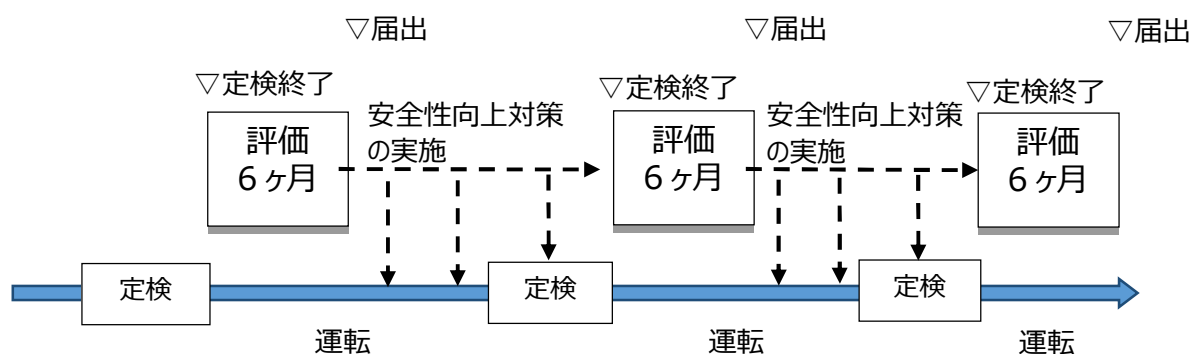 ▽届出
▽届出
▽届出
▽定検終了
▽定検終了
▽定検終了
評価
6ヶ月
安全性向上対策
の実施
評価
6ヶ月
安全性向上対策
の実施
評価
6ヶ月
定検
定検
定検
運転
運転
運転